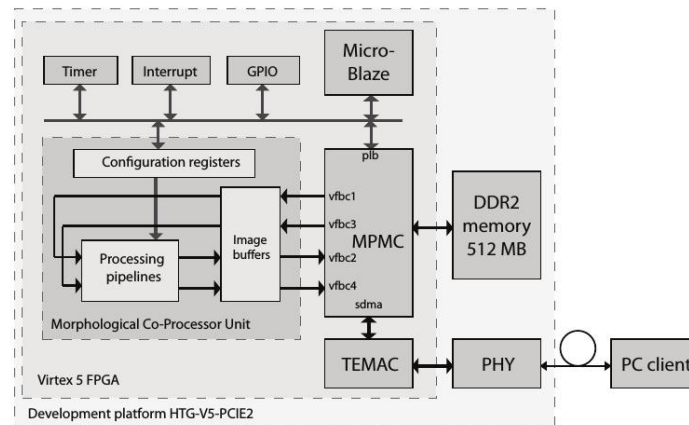 Micro-
Blaze
Timer
Interrupt
GPIO
Configuration registers
plb
vfbc1
vfbc3
MPMC
vfbc2
vfbc4
sdma
Image
buffers
Processing
pipelines
Morphological Co-Processor Unit
DDR2
memory
512 MB
TEMAC
PHY
PC client
Virtex 5 FPGA
Development platform HTG-V5-PCIE2